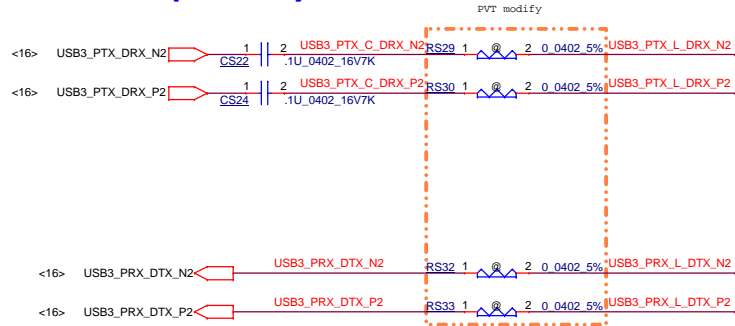 PVT modify
<16> USB3_PTX_DRX_N2 1 2 USB3_PTX_C_DRX_N2 RS29 1 @ 2 0_0402_5% USB3_PTX_L_DRX_N2
CS22 .1U_0402_16V7K
<16> USB3_PTX_DRX_P2 1 2 USB3_PTX_C_DRX_P2 RS30 1 @ 2 0_0402_5% USB3_PTX_L_DRX_P2
CS24 .1U_0402_16V7K
<16> USB3_PRX_DTX_N2 USB3_PRX_DTX_N2 RS32 1 @ 2 0_0402_5% USB3_PRX_L_DTX_N2
<16> USB3_PRX_DTX_P2 USB3_PRX_DTX_P2 RS33 1 @ 2 0_0402_5% USB3_PRX_L_DTX_P2